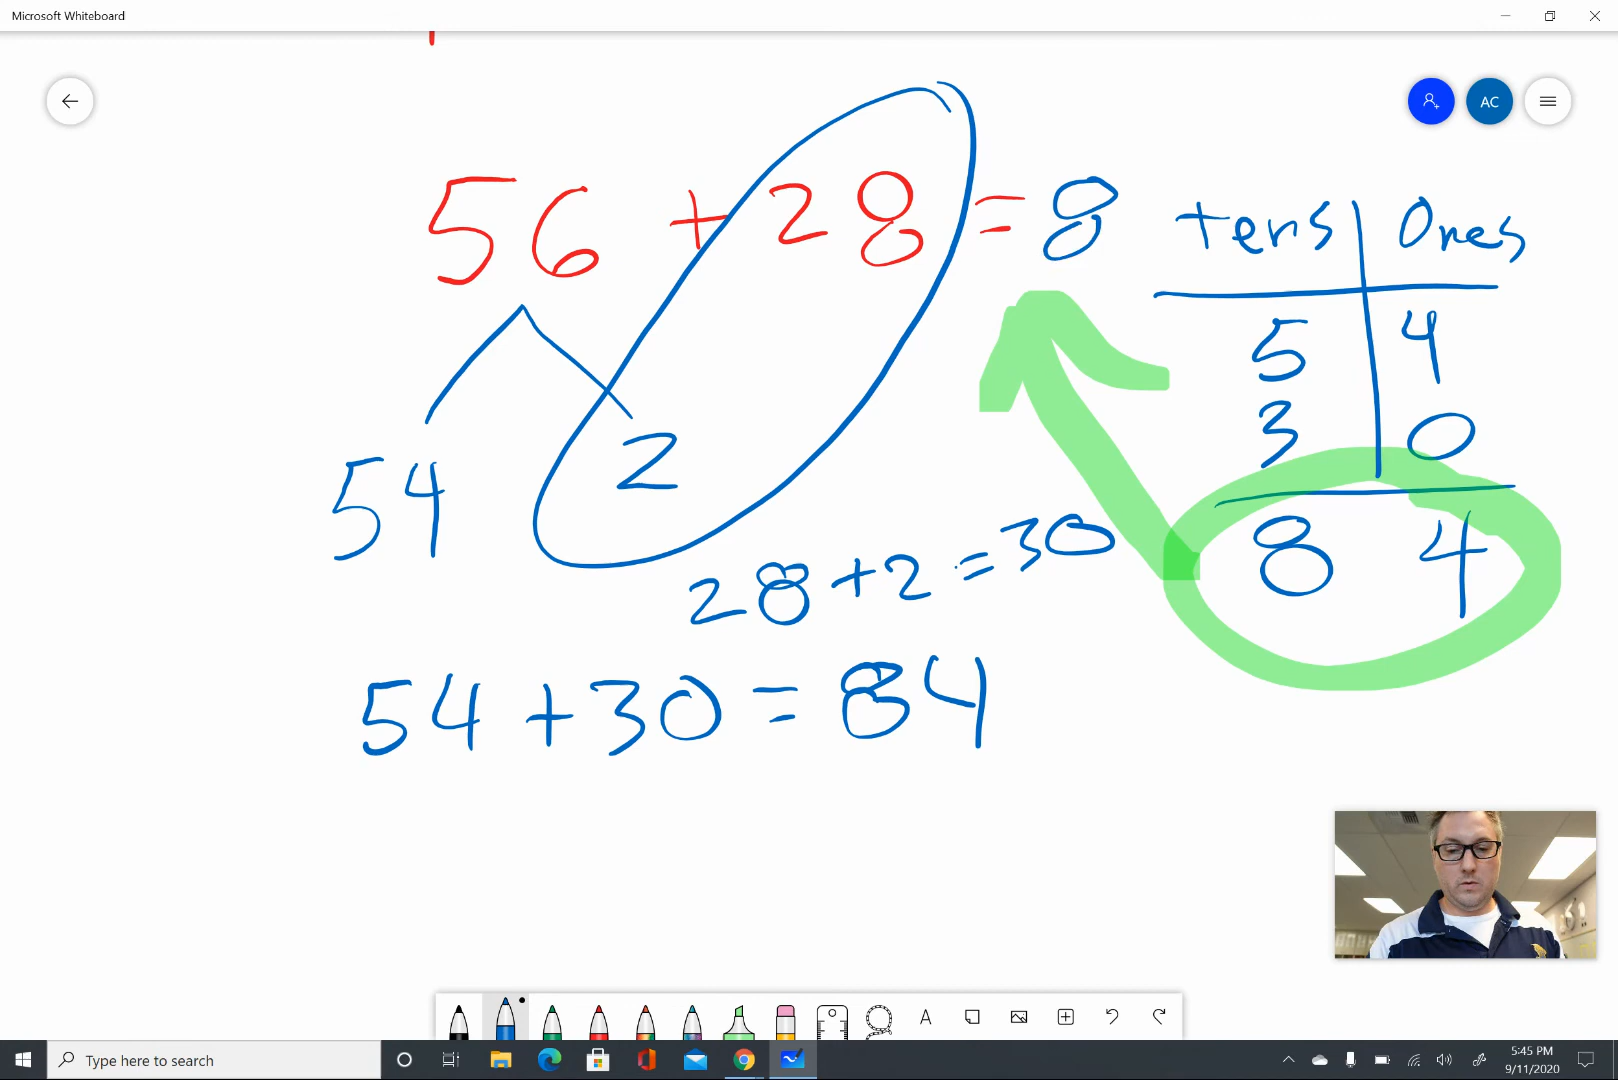 Microsoft Whiteboard
AC
56 + 28 = 8
54 2
28+2=30
54+30=84
tens Ones
5 4
3 0
8 4
A
Type here to search
5:45 PM
9/11/2020